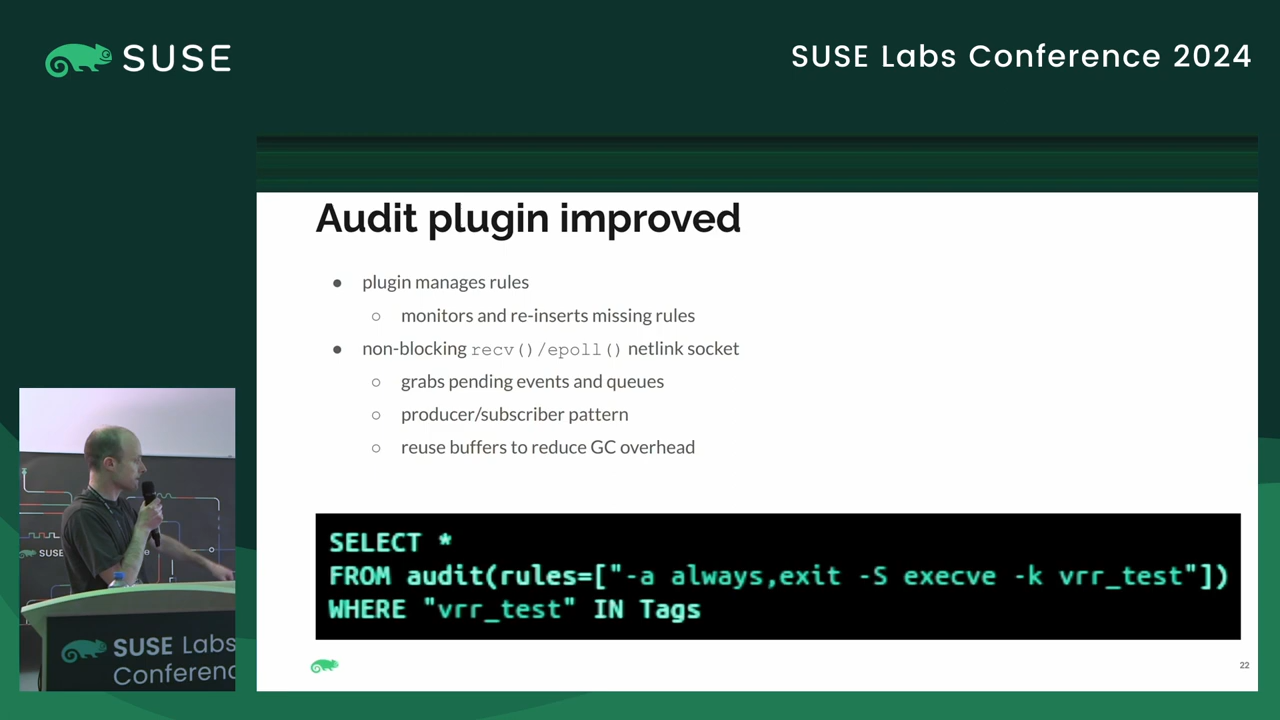 SUSE
SUSE Labs Conference 2024
Audit plugin improved
● plugin manages rules
○ monitors and re-inserts missing rules
● non-blocking recv()/epoll() netlink socket
○ grabs pending events and queues
○ producer/subscriber pattern
○ reuse buffers to reduce GC overhead
SELECT *
FROM audit(rules=["-a always,exit -S execve -k vrr_test"])
WHERE "vrr_test" IN Tags
22
SUSE
SUSE Labs
Conferenc